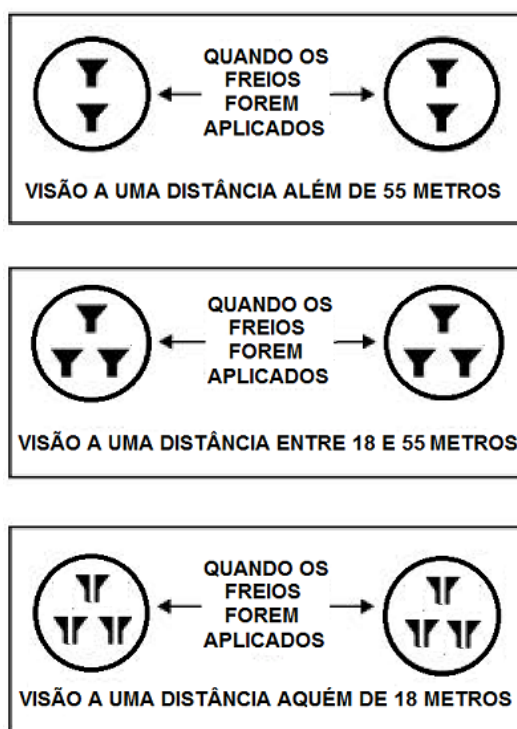 QUANDO OS
FREIOS
FOREM
APLICADOS
VISÃO A UMA DISTÂNCIA ALÉM DE 55 METROS
QUANDO OS
FREIOS
FOREM
APLICADOS
VISÃO A UMA DISTÂNCIA ENTRE 18 E 55 METROS
QUANDO OS
FREIOS
FOREM
APLICADOS
VISÃO A UMA DISTÂNCIA AQUÉM DE 18 METROS